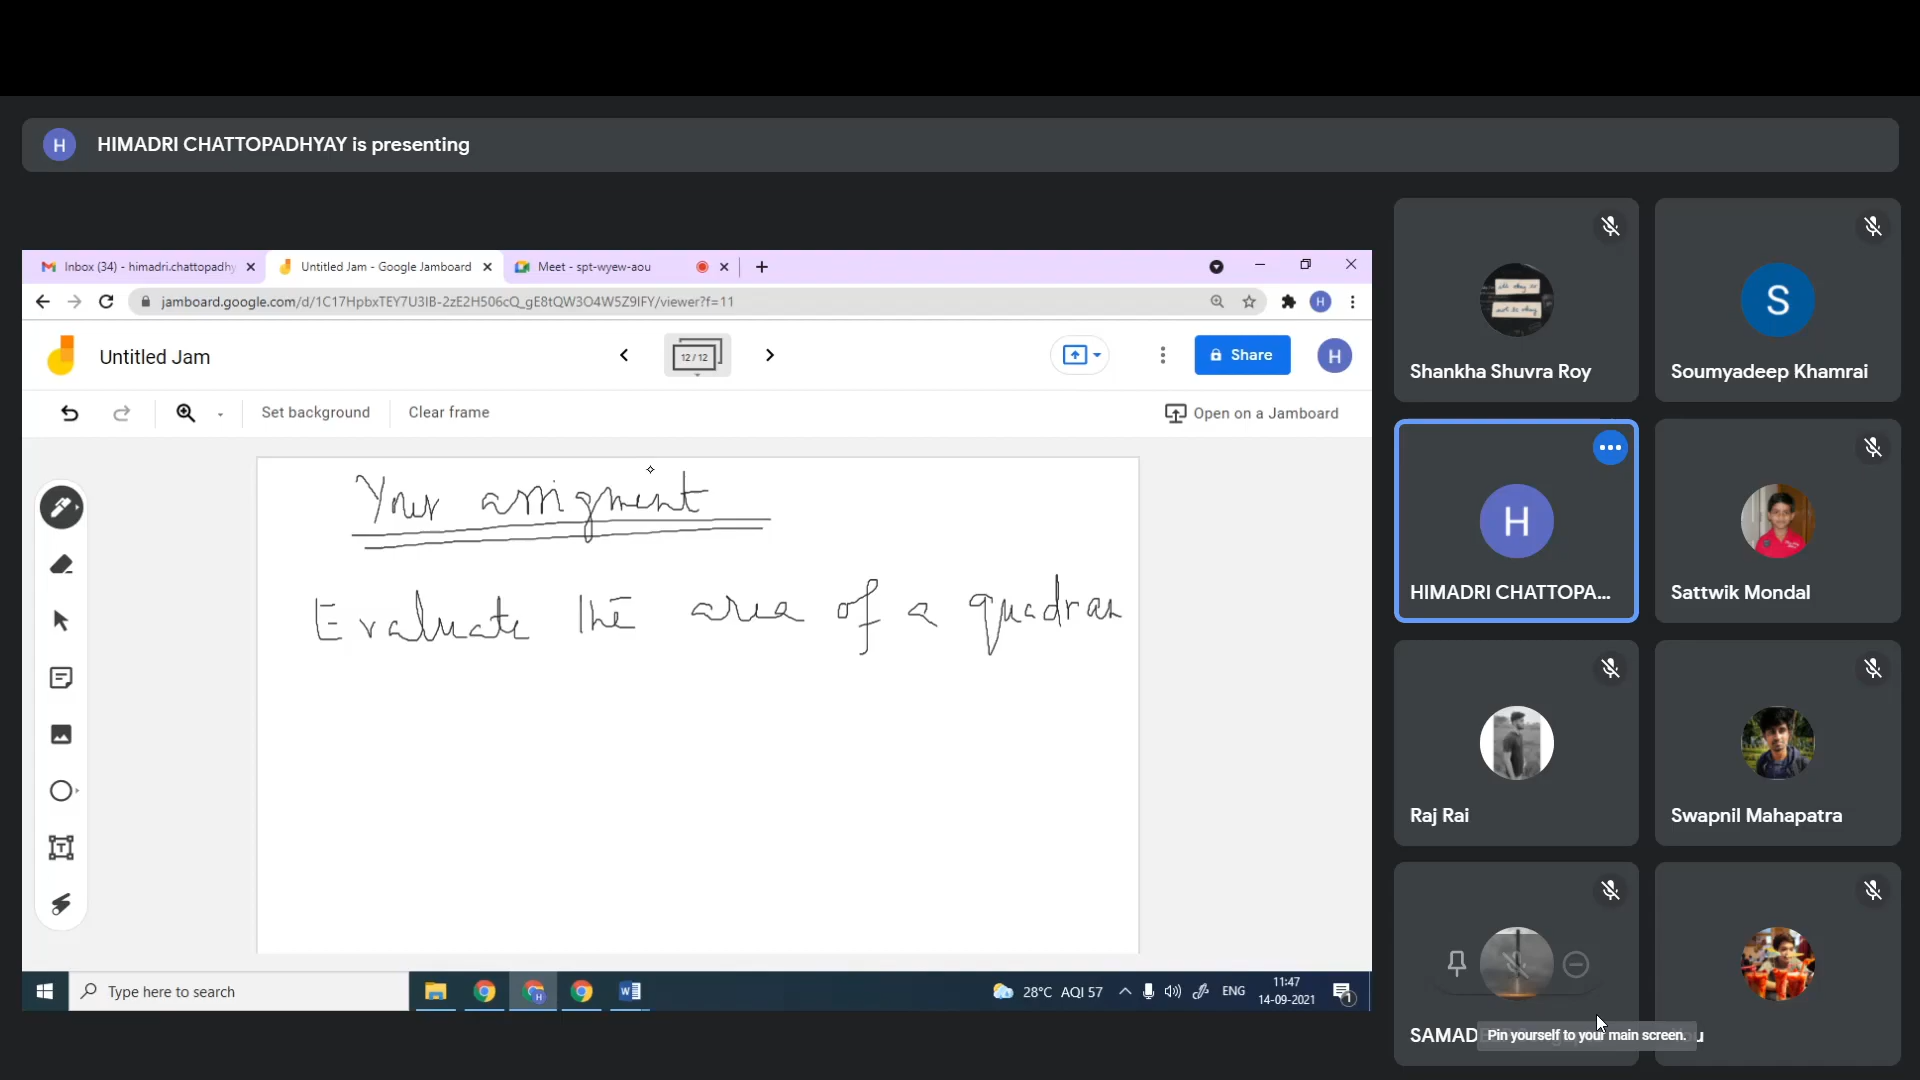 HIMADRI CHATTOPADHYAY is presenting
H
Inbox (34) - himadri.chattopadhy
Untitled Jam - Google Jamboard
Meet - spt-wyew-aou
jamboard.google.com/d/1C17HpbxTEY7U3IB-2zE2H506cQ_gE8tQW3O4W5Z9IFY/viewer?f=11
H
Untitled Jam
12 / 12
Share
H
Set background
Clear frame
Open on a Jamboard
Your assignment
Evaluate the area of a quadran
Type here to search
28°C AQI 57
ENG
11:47
14-09-2021
1
Shankha Shuvra Roy
S
Soumyadeep Khamrai
H
HIMADRI CHATTOPA...
Sattwik Mondal
Raj Rai
Swapnil Mahapatra
SAMAD
Pin yourself to your main screen.